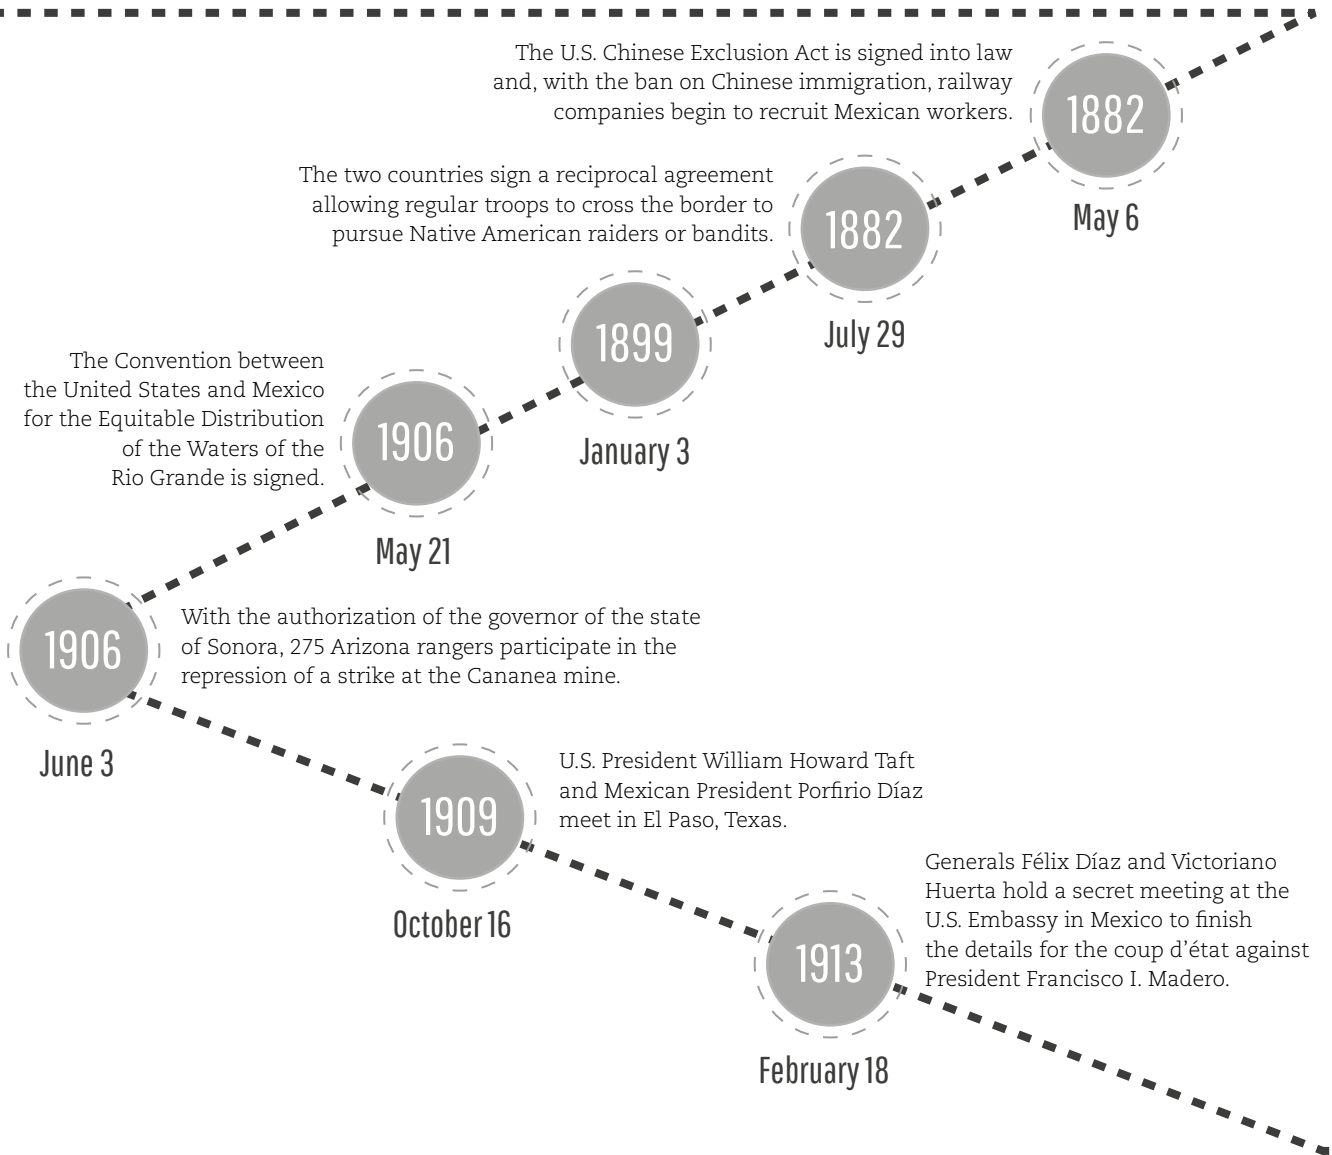 The U.S. Chinese Exclusion Act is signed into law
and, with the ban on Chinese immigration, railway
companies begin to recruit Mexican workers.
1882
May 6
The two countries sign a reciprocal agreement
allowing regular troops to cross the border to
pursue Native American raiders or bandits.
1882
July 29
1899
January 3
The Convention between
the United States and Mexico
for the Equitable Distribution
of the Waters of the
Rio Grande is signed.
1906
May 21
1906
June 3
With the authorization of the governor of the state
of Sonora, 275 Arizona rangers participate in the
repression of a strike at the Cananea mine.
1909
October 16
U.S. President William Howard Taft
and Mexican President Porfirio Díaz
meet in El Paso, Texas.
1913
February 18
Generals Félix Díaz and Victoriano
Huerta hold a secret meeting at the
U.S. Embassy in Mexico to finish
the details for the coup d’état against
President Francisco I. Madero.